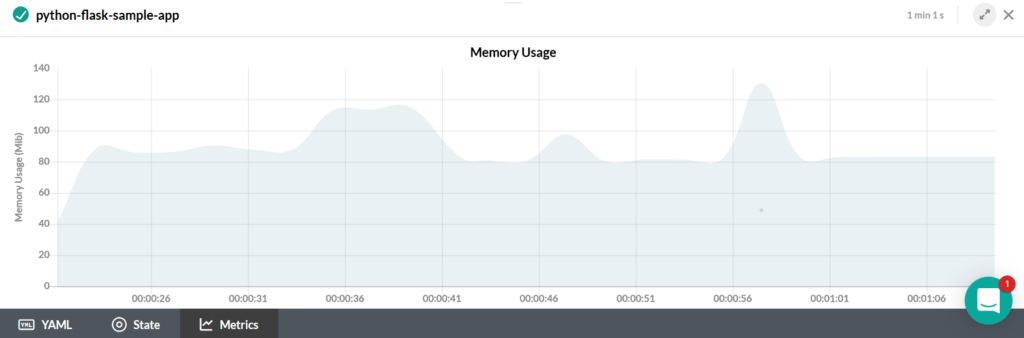 python-flask-sample-app
1 min 1 s
Memory Usage
Memory Usage (Mib)
140
120
100
80
60
40
20
0
00:00:26 00:00:31 00:00:36 00:00:41 00:00:46 00:00:51 00:00:56 00:01:01 00:01:06
1
YML YAML State Metrics